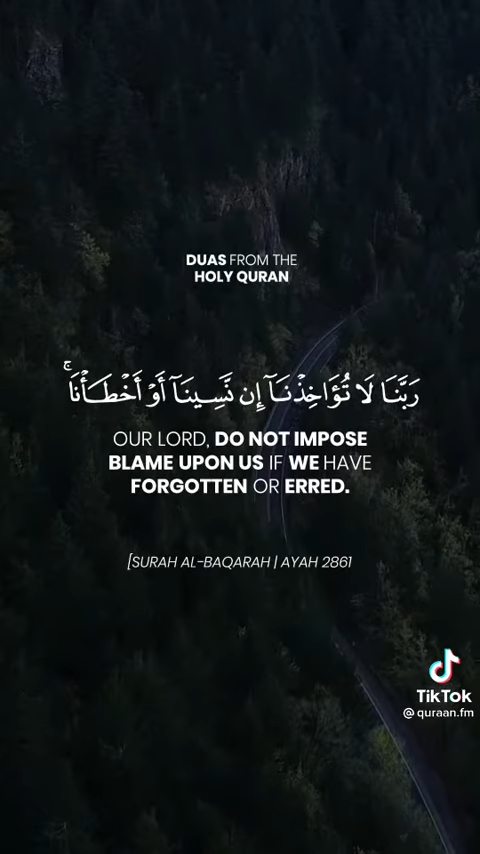 DUAS FROM THE
HOLY QURAN
رَبَّنَا لَا تُؤَاخِذْنَآ إِن نَّسِينَآ أَوْ أَخْطَأْنَا ۚ
OUR LORD, DO NOT IMPOSE
BLAME UPON US IF WE HAVE
FORGOTTEN OR ERRED.
[SURAH AL-BAQARAH | AYAH 2861
TikTok
@quraan.fm